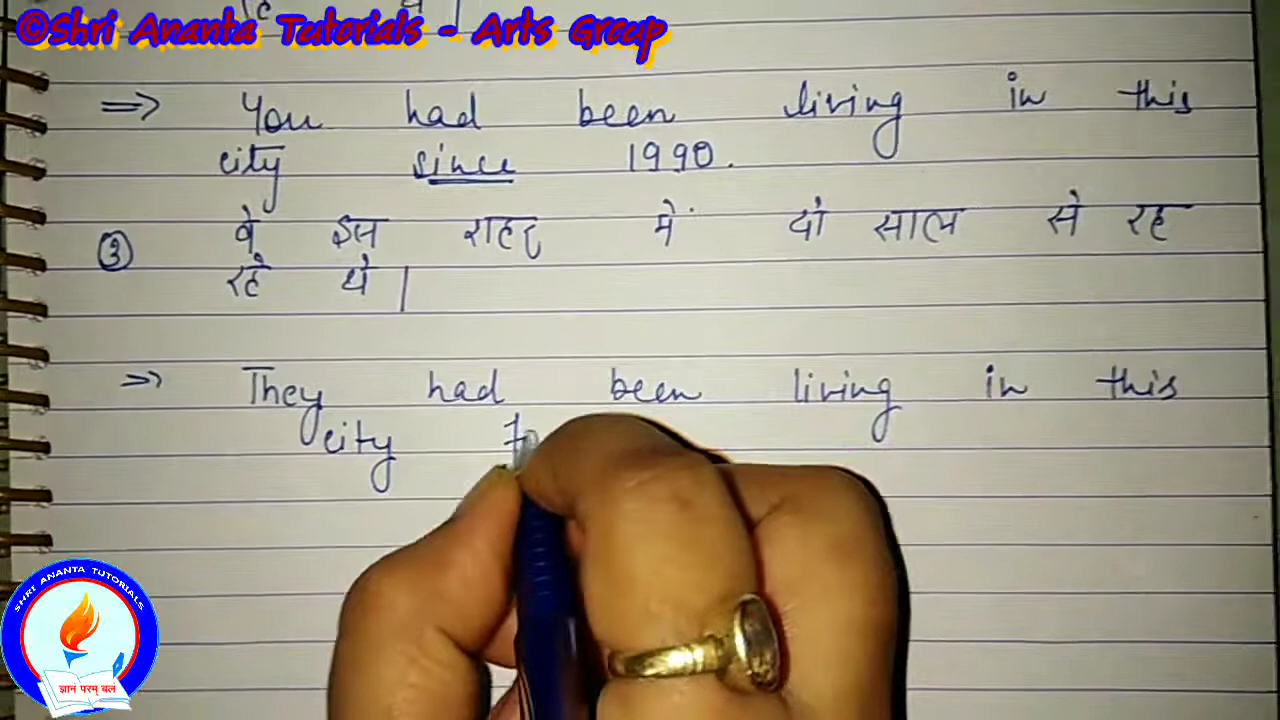 ©Shri Ananta Tutorials - Arts Group
⇒ You had been living in this
city since 1990.
③ वे इस शहर में दो साल से रह
रहे थे।
⇒ They had been living in this
city
SHRI ANANTA TUTORIALS
ज्ञानं परम् बलं